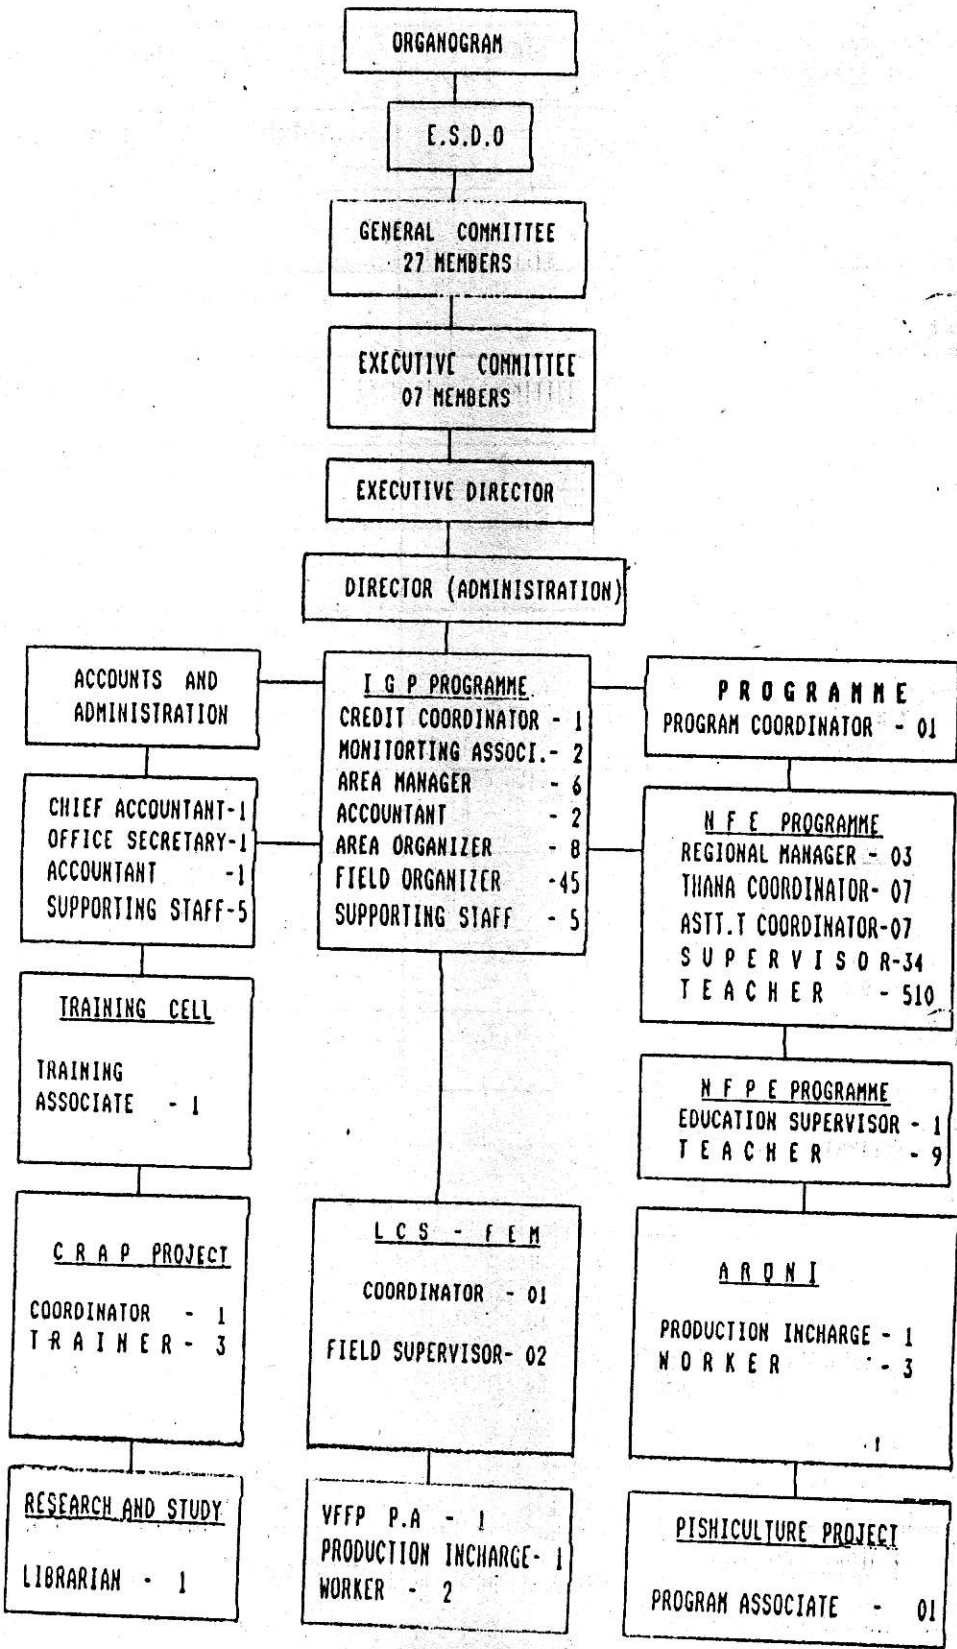 ORGANOGRAM
E.S.D.O
GENERAL COMMITTEE
27 MEMBERS
EXECUTIVE COMMITTEE
07 MEMBERS
EXECUTIVE DIRECTOR
DIRECTOR (ADMINISTRATION)
ACCOUNTS AND
ADMINISTRATION
CHIEF ACCOUNTANT-1
OFFICE SECRETARY-1
ACCOUNTANT -1
SUPPORTING STAFF-5
TRAINING CELL
TRAINING
ASSOCIATE - 1
C R A P PROJECT
COORDINATOR - 1
T R A I N E R - 3
RESEARCH AND STUDY
LIBRARIAN - 1
I G P PROGRAMME
CREDIT COORDINATOR - 1
MONITORTING ASSOCI.- 2
AREA MANAGER - 6
ACCOUNTANT - 2
AREA ORGANIZER - 8
FIELD ORGANIZER -45
SUPPORTING STAFF - 5
L C S - F E M
COORDINATOR - 01
FIELD SUPERVISOR- 02
VFFP P.A - 1
PRODUCTION INCHARGE- 1
WORKER - 2
P R O G R A M M E
PROGRAM COORDINATOR - 01
N F E PROGRAMME
REGIONAL MANAGER - 03
THANA COORDINATOR- 07
ASTT.T COORDINATOR-07
S U P E R V I S O R-34
T E A C H E R - 510
N F P E PROGRAMME
EDUCATION SUPERVISOR - 1
T E A C H E R - 9
A R O N I
PRODUCTION INCHARGE - 1
W O R K E R - 3
PISHICULTURE PROJECT
PROGRAM ASSOCIATE - 01